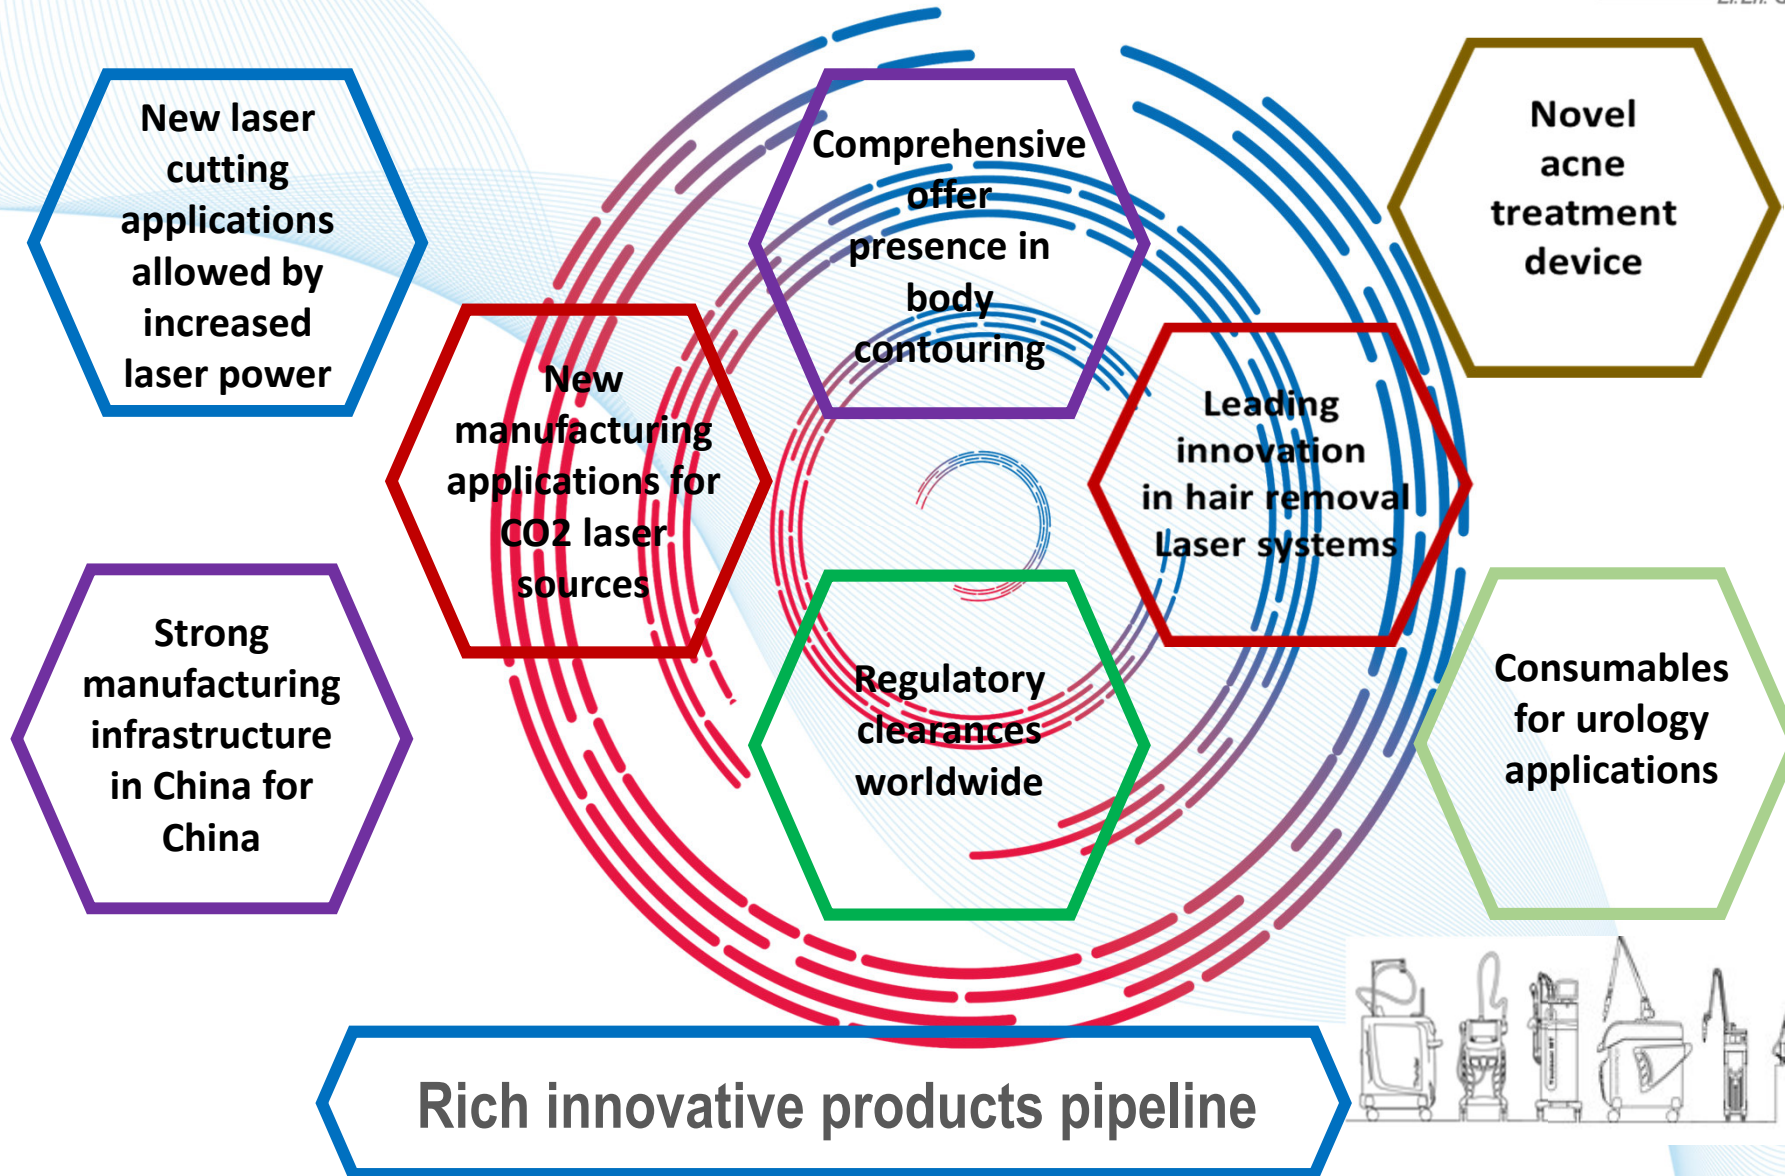 New laser
cutting
applications
allowed by
increased
laser power
Comprehensive
offer
presence in
body
contouring
Novel
acne
treatment
device
New
manufacturing
applications for
CO2 laser
sources
Leading
innovation
in hair removal
Laser systems
Strong
manufacturing
infrastructure
in China for
China
Regulatory
clearances
worldwide
Consumables
for urology
applications
Rich innovative products pipeline